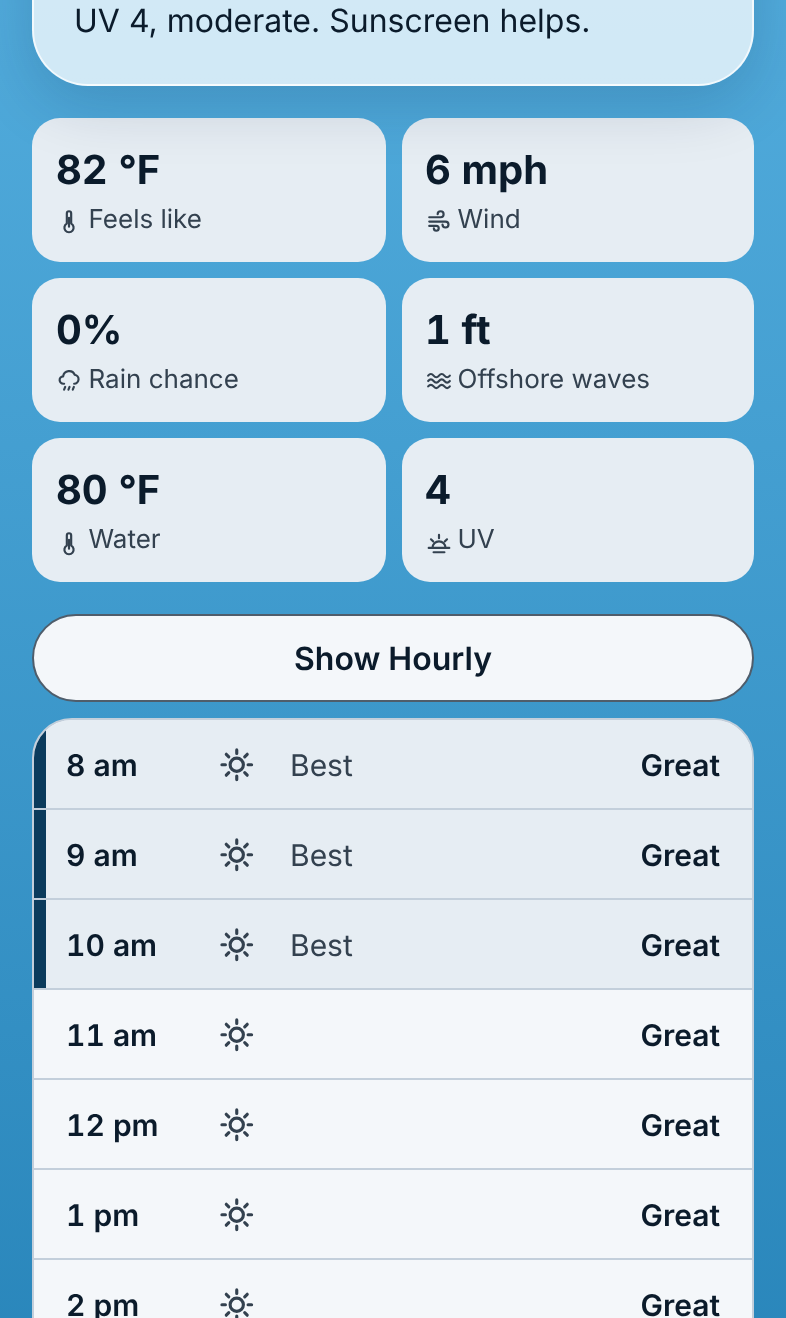 UV 4, moderate. Sunscreen helps.
82 °F
Feels like
6 mph
Wind
0%
Rain chance
1 ft
Offshore waves
80 °F
Water
4
UV
Show Hourly
8 am Best Great
9 am Best Great
10 am Best Great
11 am Great
12 pm Great
1 pm Great
2 pm Great